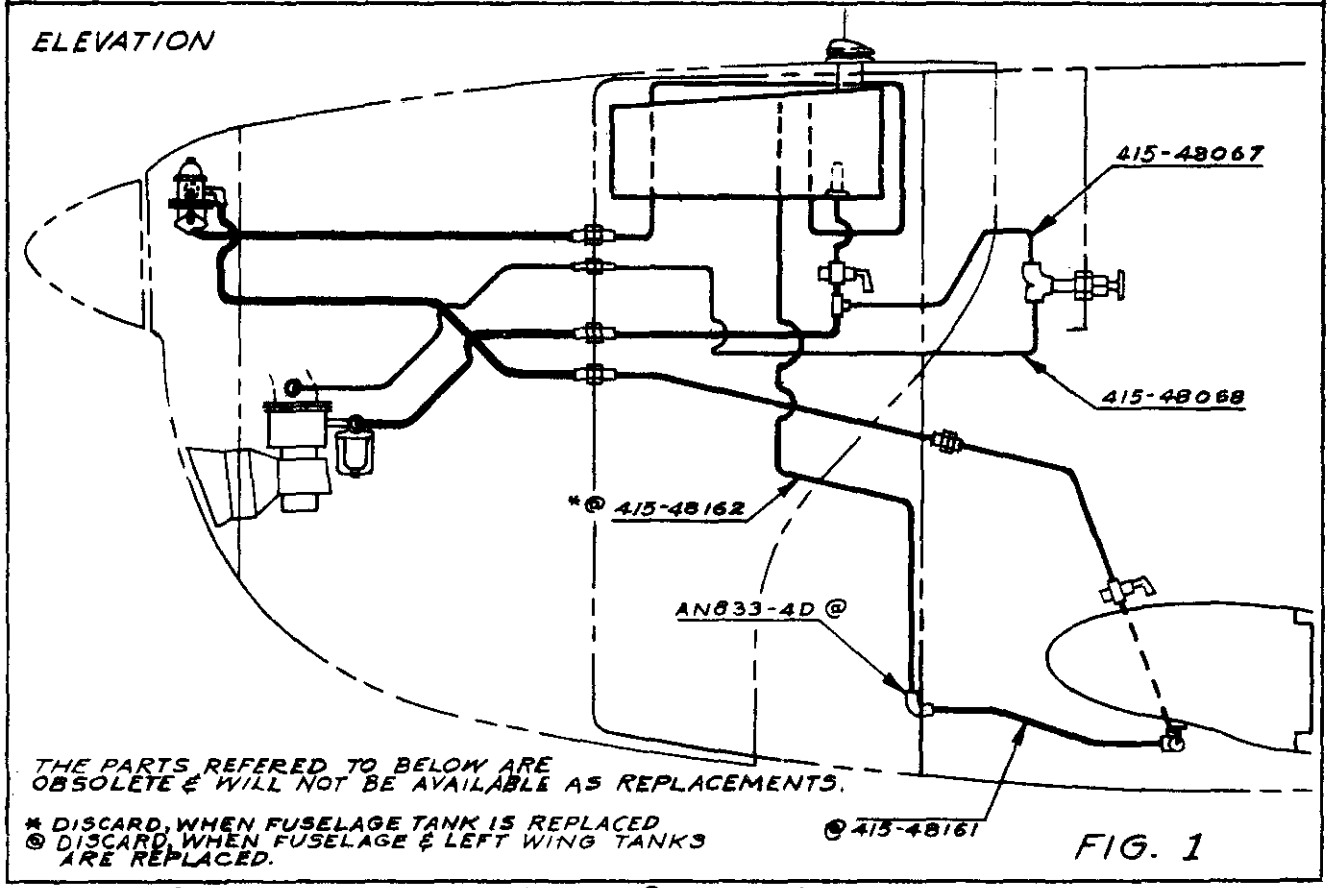 ELEVATION
415-48067
415-48068
*@ 415-48162
AN833-4D @
THE PARTS REFERED TO BELOW ARE
OBSOLETE & WILL NOT BE AVAILABLE AS REPLACEMENTS.
* DISCARD, WHEN FUSELAGE TANK IS REPLACED
@ DISCARD, WHEN FUSELAGE & LEFT WING TANKS
ARE REPLACED.
@ 415-48161
FIG. 1